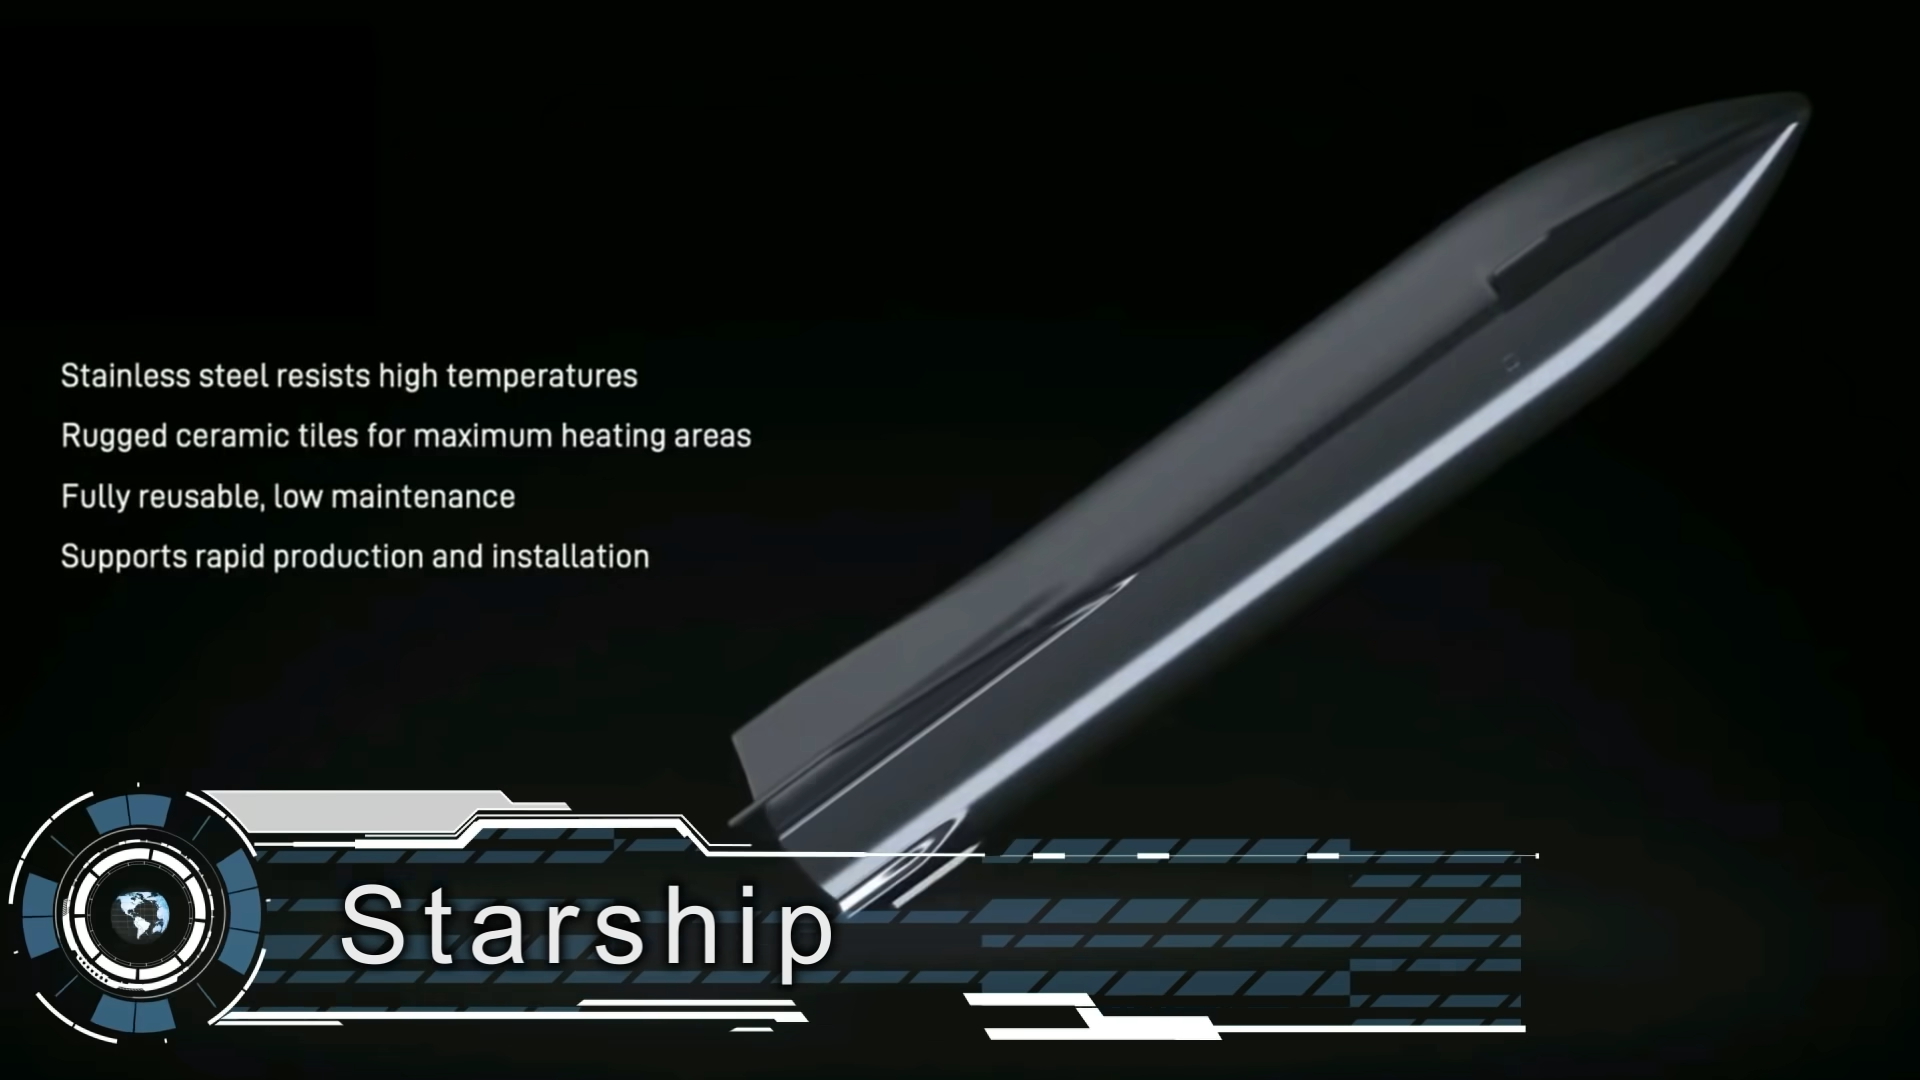 Stainless steel resists high temperatures
Rugged ceramic tiles for maximum heating areas
Fully reusable, low maintenance
Supports rapid production and installation
Starship